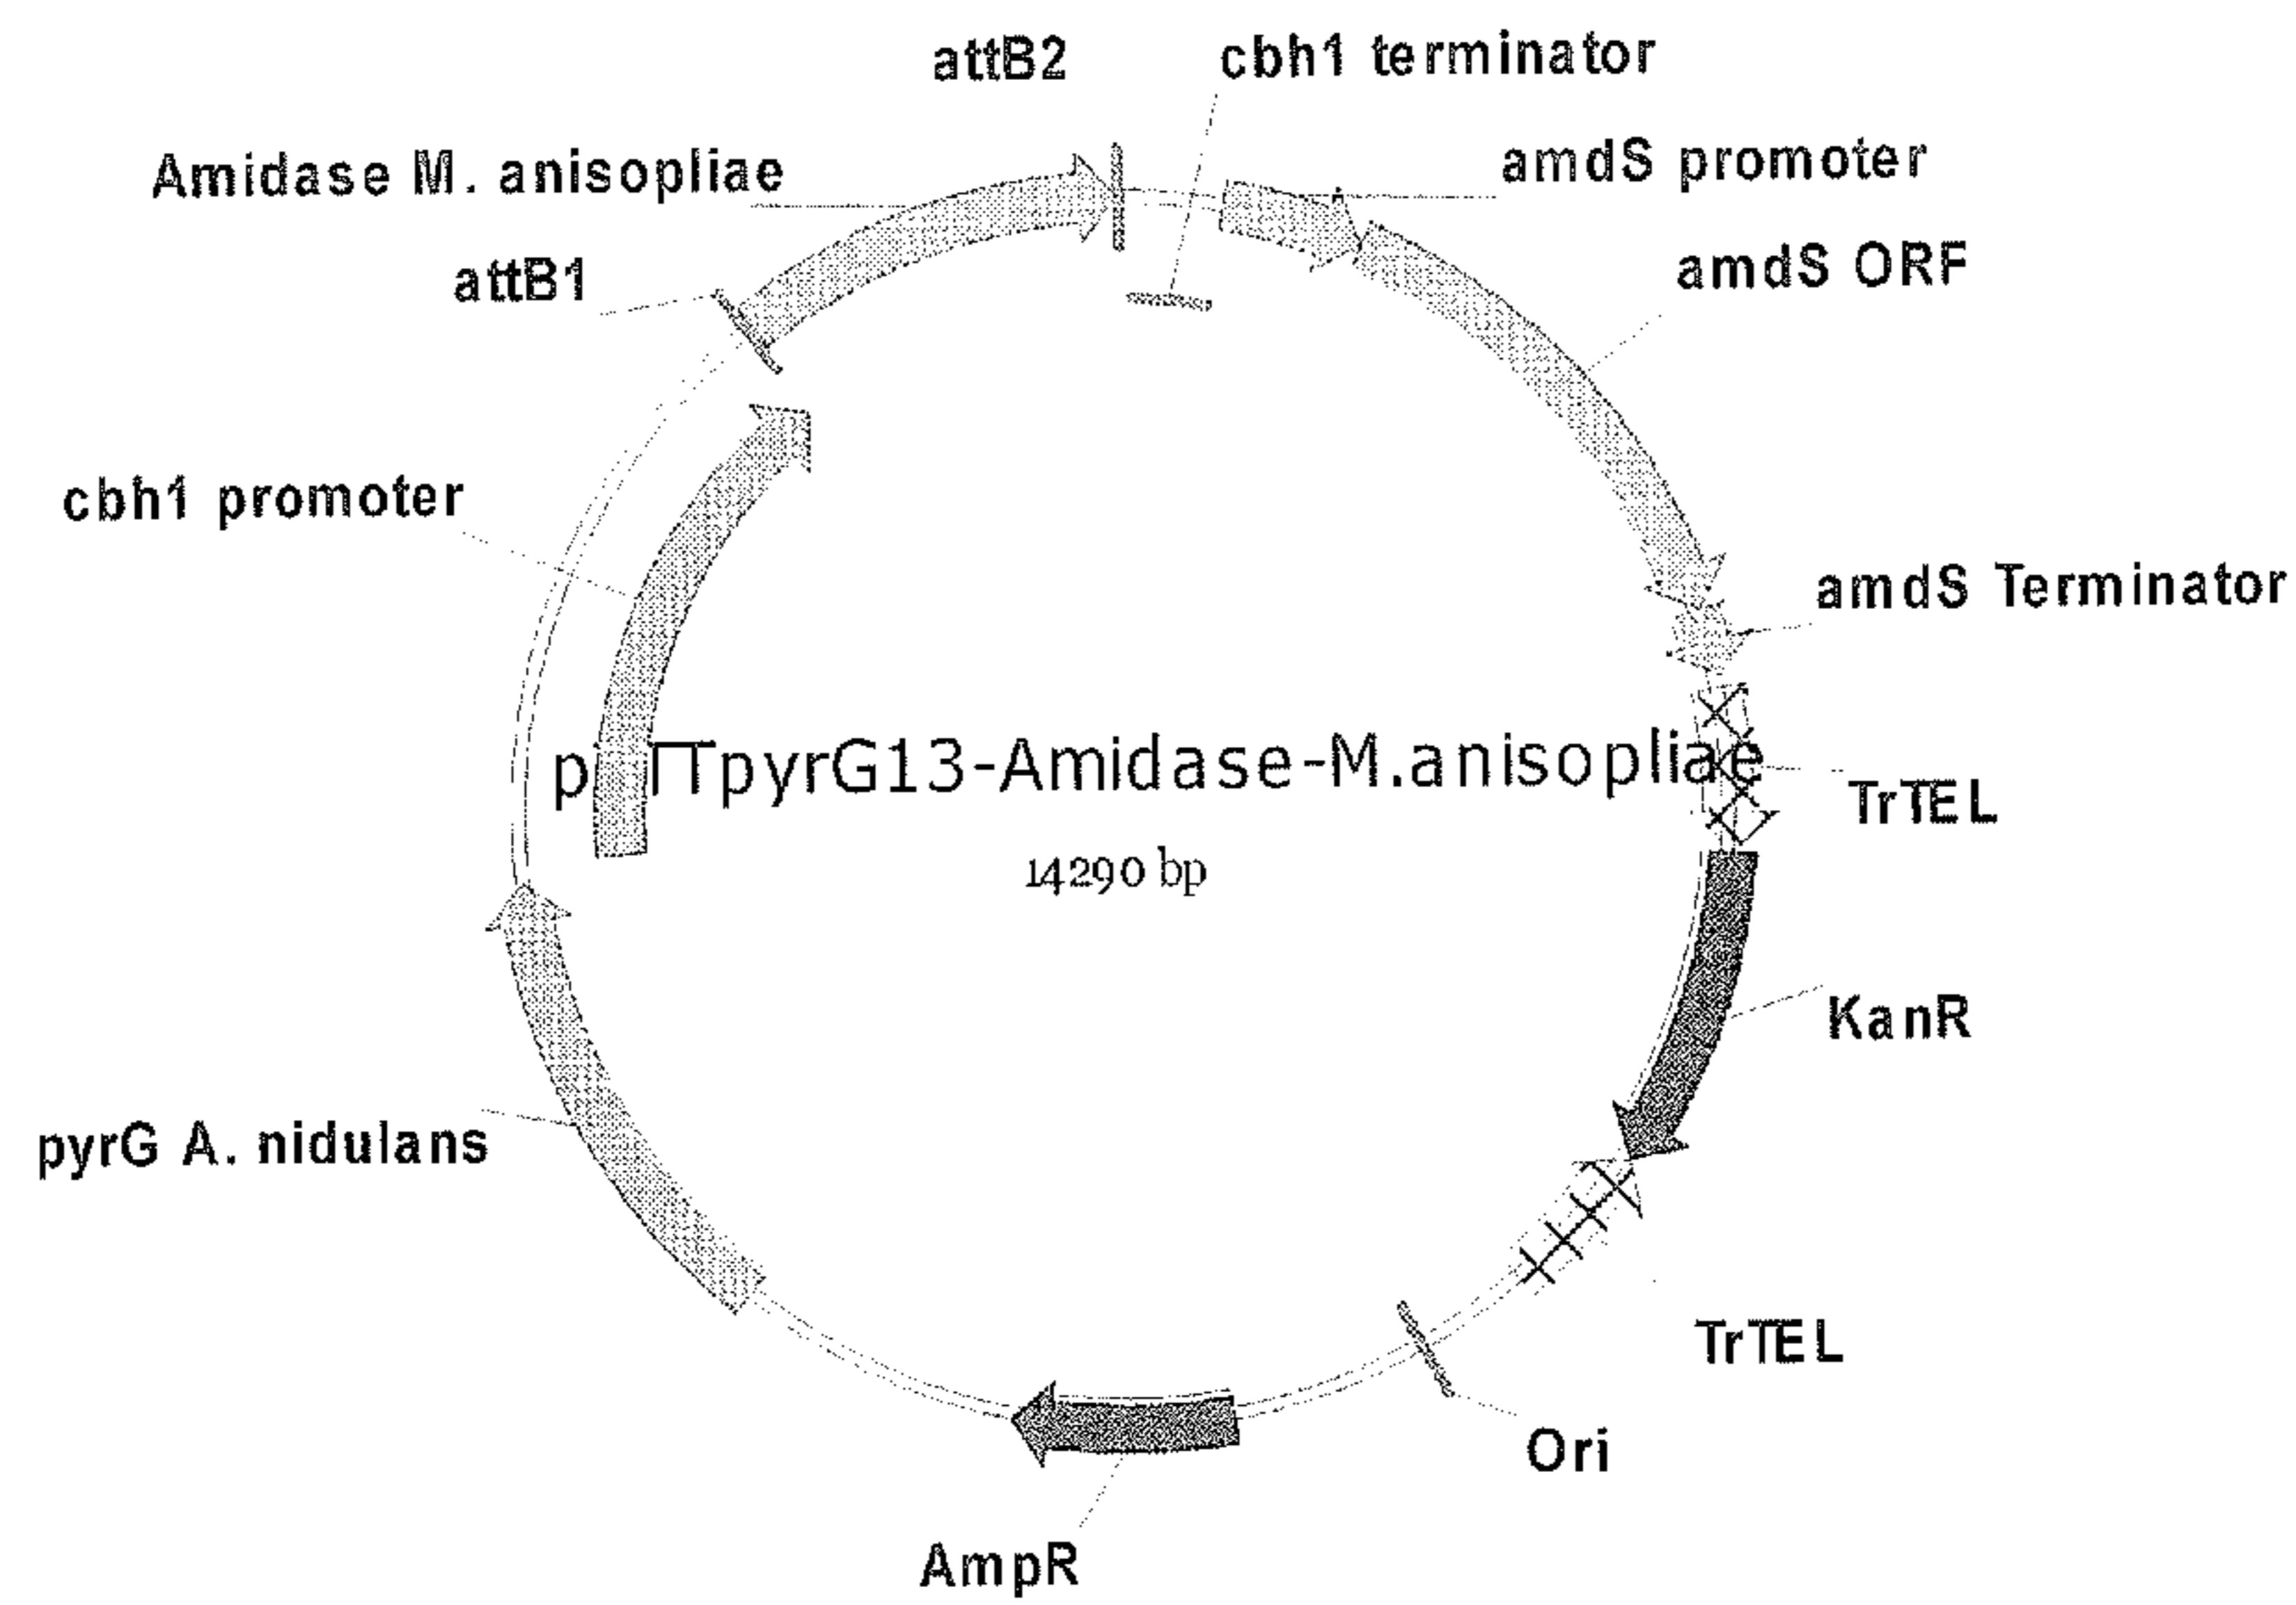 attB2
cbh1 terminator
Amidase M. anisopliae
amdS promoter
attB1
amdS ORF
cbh1 promoter
amdS Terminator
TrTEL
14290 bp
KanR
pyrG A. nidulans
TrTEL
Ori
AmpR